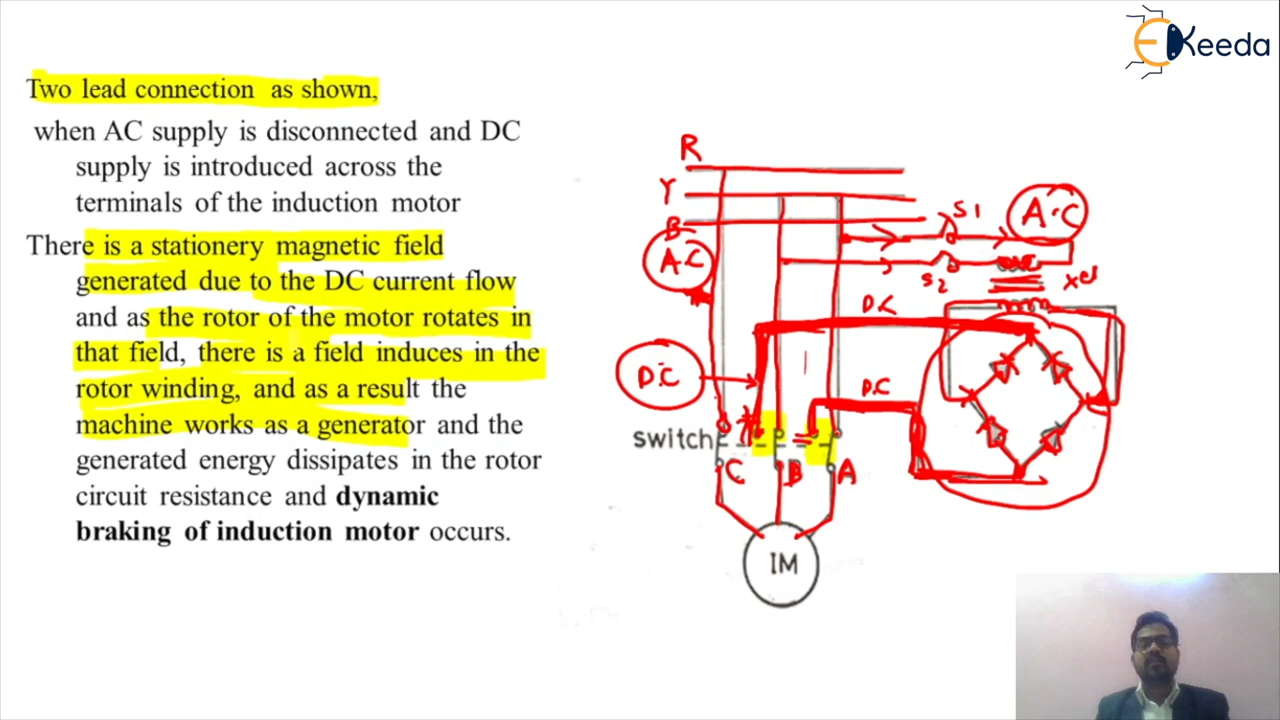 EKeeda
Two lead connection as shown,
when AC supply is disconnected and DC
supply is introduced across the
terminals of the induction motor
There is a stationery magnetic field
generated due to the DC current flow
and as the rotor of the motor rotates in
that field, there is a field induces in the
rotor winding, and as a result the
machine works as a generator and the
generated energy dissipates in the rotor
circuit resistance and dynamic
braking of induction motor occurs.
R
Y
B
S1
A.C
A.C
S2
DC
DC
DC
switch
C
B
A
IM